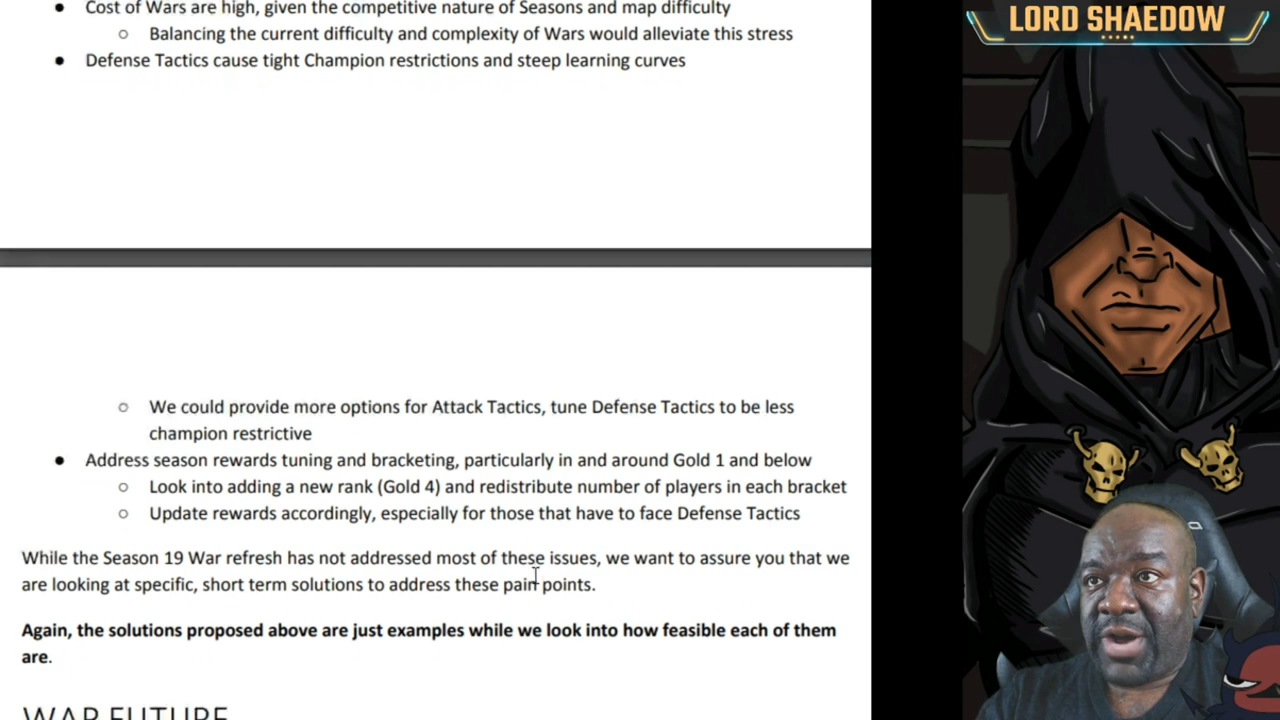 ● Cost of Wars are high, given the competitive nature of Seasons and map difficulty
○ Balancing the current difficulty and complexity of Wars would alleviate this stress
● Defense Tactics cause tight Champion restrictions and steep learning curves
○ We could provide more options for Attack Tactics, tune Defense Tactics to be less
champion restrictive
● Address season rewards tuning and bracketing, particularly in and around Gold 1 and below
○ Look into adding a new rank (Gold 4) and redistribute number of players in each bracket
○ Update rewards accordingly, especially for those that have to face Defense Tactics
While the Season 19 War refresh has not addressed most of these issues, we want to assure you that we
are looking at specific, short term solutions to address these pain points.
Again, the solutions proposed above are just examples while we look into how feasible each of them
are.
WAR FUTURE
LORD SHAEDOW